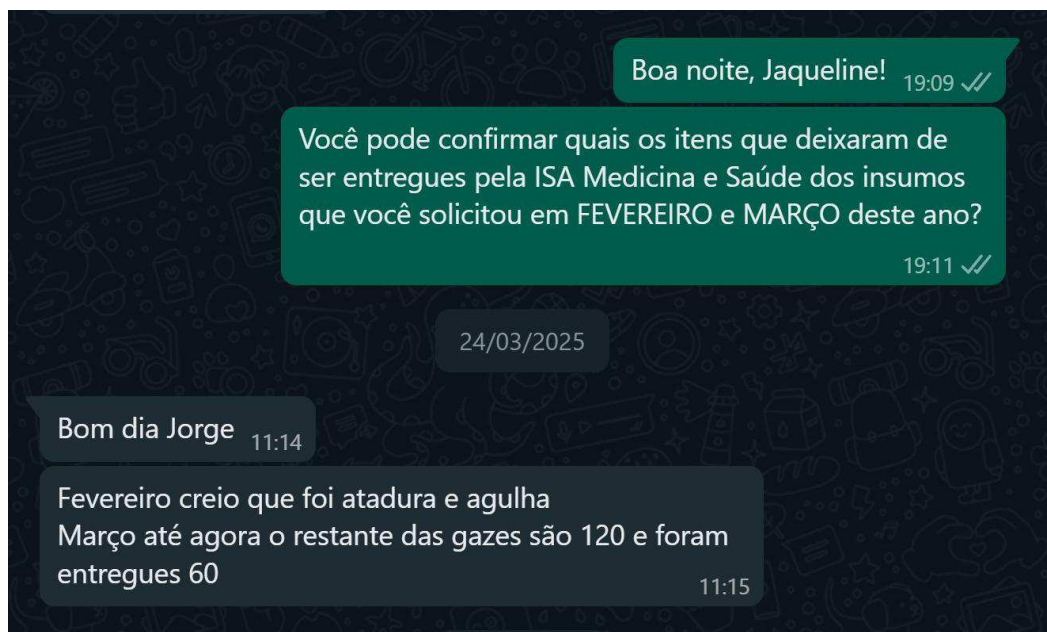 Boa noite, Jaqueline! 19:09
Você pode confirmar quais os itens que deixaram de
ser entregues pela ISA Medicina e Saúde dos insumos
que você solicitou em FEVEREIRO e MARÇO deste ano?
19:11
24/03/2025
Bom dia Jorge 11:14
Fevereiro creio que foi atadura e agulha
Março até agora o restante das gazes são 120 e foram
entregues 60
11:15